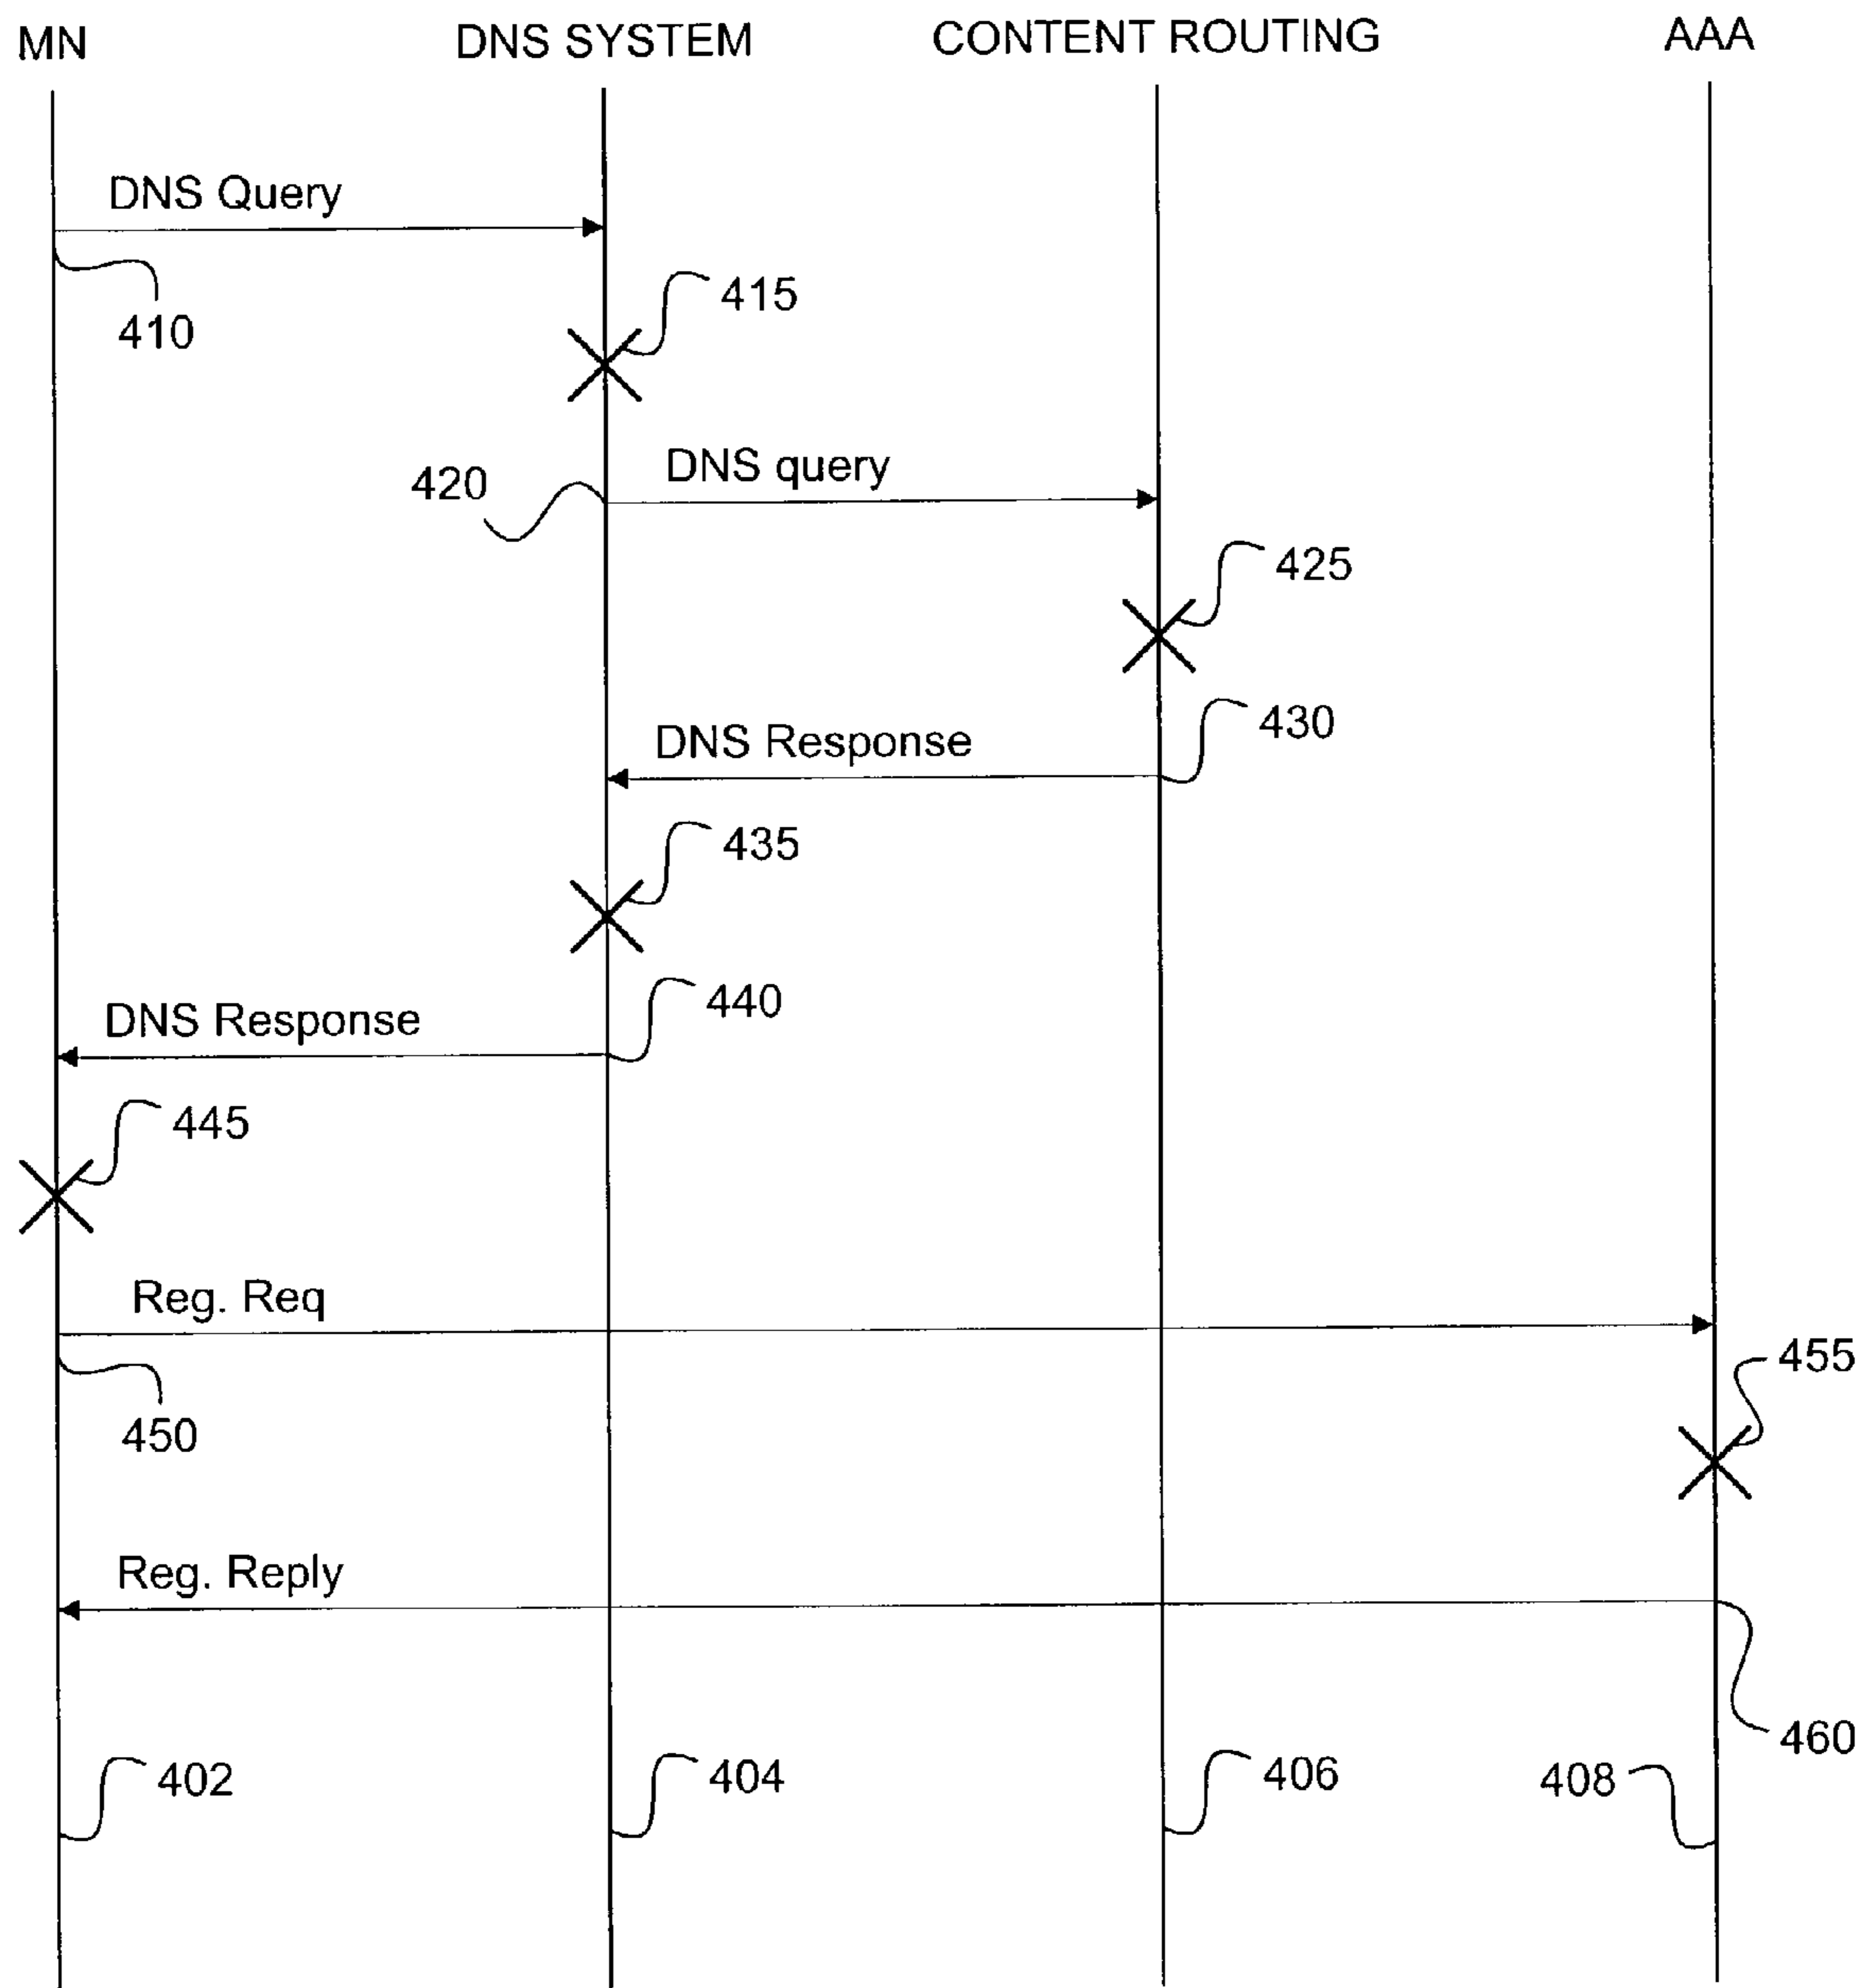 MN
DNS SYSTEM
CONTENT ROUTING
AAA
DNS Query
410
415
420
DNS query
425
430
DNS Response
435
440
DNS Response
445
Reg. Req
450
455
Reg. Reply
460
402
404
406
408